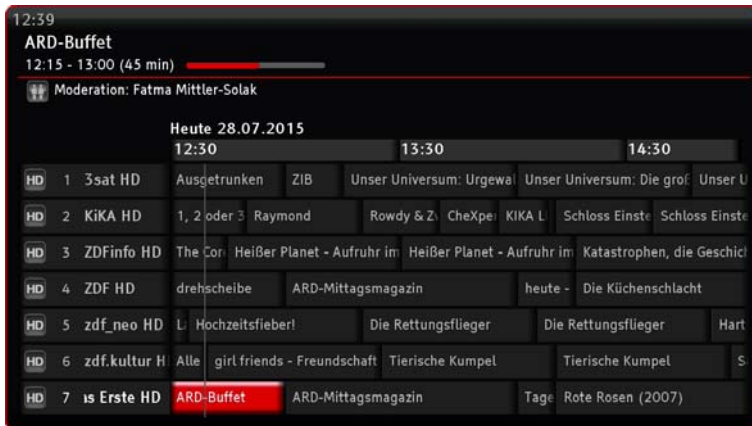 12:39
ARD-Buffet
12:15 - 13:00 (45 min)
Moderation: Fatma Mittler-Solak
Heute 28.07.2015
12:30 13:30 14:30
HD 1 3sat HD Ausgetrunken ZIB Unser Universum: Urgewal Unser Universum: Die groß Unser U
HD 2 KiKA HD 1, 2 oder 3 Raymond Rowdy & Zw CheXpe KIKA L Schloss Einste Schloss Einste
HD 3 ZDFinfo HD The Cor Heißer Planet - Aufruhr im Heißer Planet - Aufruhr im Katastrophen, die Geschich
HD 4 ZDF HD drehscheibe ARD-Mittagsmagazin heute - Die Küchenschlacht
HD 5 zdf_neo HD Hochzeitsfieber! Die Rettungsflieger Die Rettungsflieger Hart
HD 6 zdf.kultur H Alle girl friends - Freundschaft Tierische Kumpel Tierische Kumpel S
HD 7 as Erste HD ARD-Buffet ARD-Mittagsmagazin Tage Rote Rosen (2007)